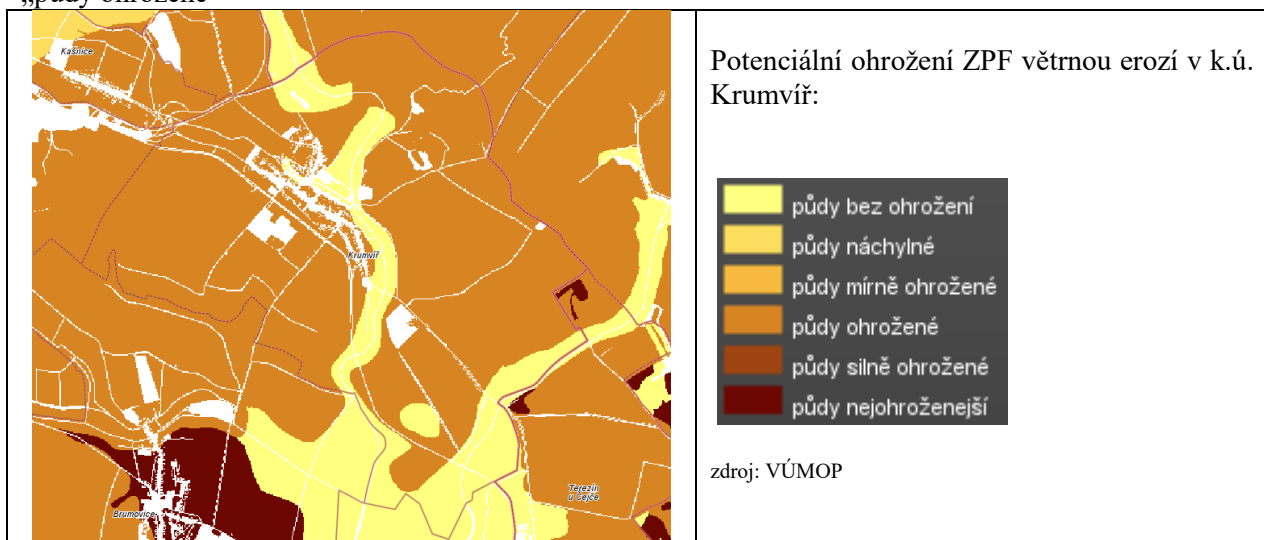 „půdy ohrožené“
Kašnice
Krumvíř
Brumovice
Terezín
u Čejče
Potenciální ohrožení ZPF větrnou erozí v k.ú.
Krumvíř:
půdy bez ohrožení
půdy náchylné
půdy mírně ohrožené
půdy ohrožené
půdy silně ohrožené
půdy nejohroženejší
zdroj: VÚMOP